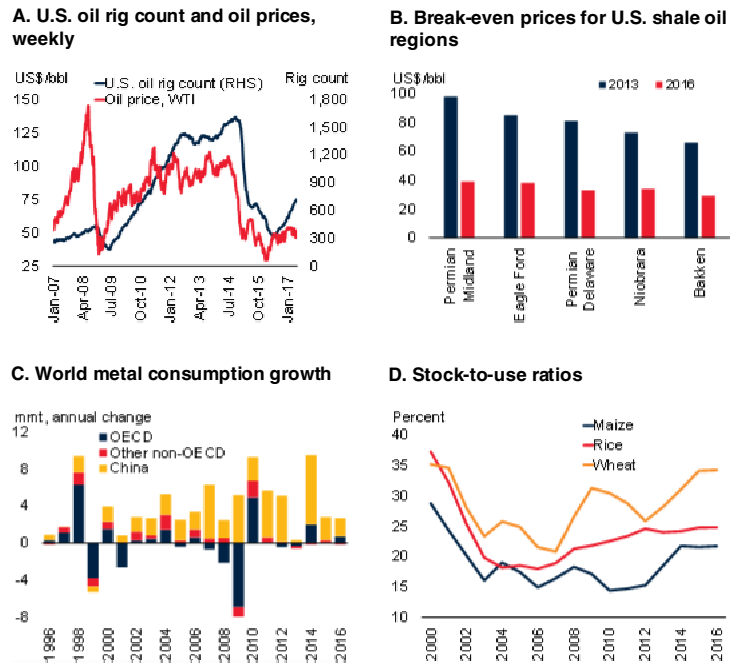 A. U.S. oil rig count and oil prices,
weekly
US$/bbl
Rig count
U.S. oil rig count (RHS)
Oil price, WTI
150
125
100
75
50
25
1,800
1,500
1,200
900
600
300
0
Jan-07
Apr-08
Jul-09
Oct-10
Jan-12
Apr-13
Jul-14
Oct-15
Jan-17
B. Break-even prices for U.S. shale oil
regions
US$/bbl
2013
2016
100
80
60
40
20
0
Permian
Midland
Eagle Ford
Permian
Delaware
Niobrara
Bakken
C. World metal consumption growth
mmt, annual change
OECD
Other non-OECD
China
12
8
4
0
-4
-8
1996
1998
2000
2002
2004
2006
2008
2010
2012
2014
2016
D. Stock-to-use ratios
Percent
Maize
Rice
Wheat
40
35
30
25
20
15
10
2000
2002
2004
2006
2008
2010
2012
2014
2016